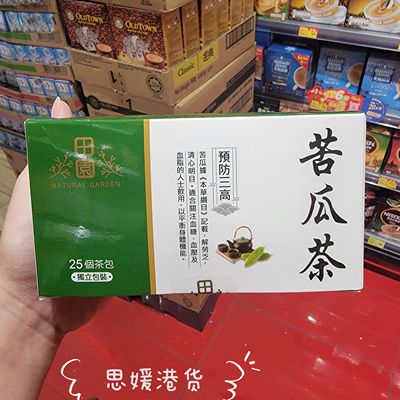 OLDTOWN
Classic
田園
NATURAL GARDEN
25個茶包
•獨立包裝•
預防三高
苦瓜據《本草綱目》記載，解勞乏，
清心明目。適合關注血糖，血壓及
血脂的人士飲用，以平衡身體機能。
苦瓜茶
思媛港货